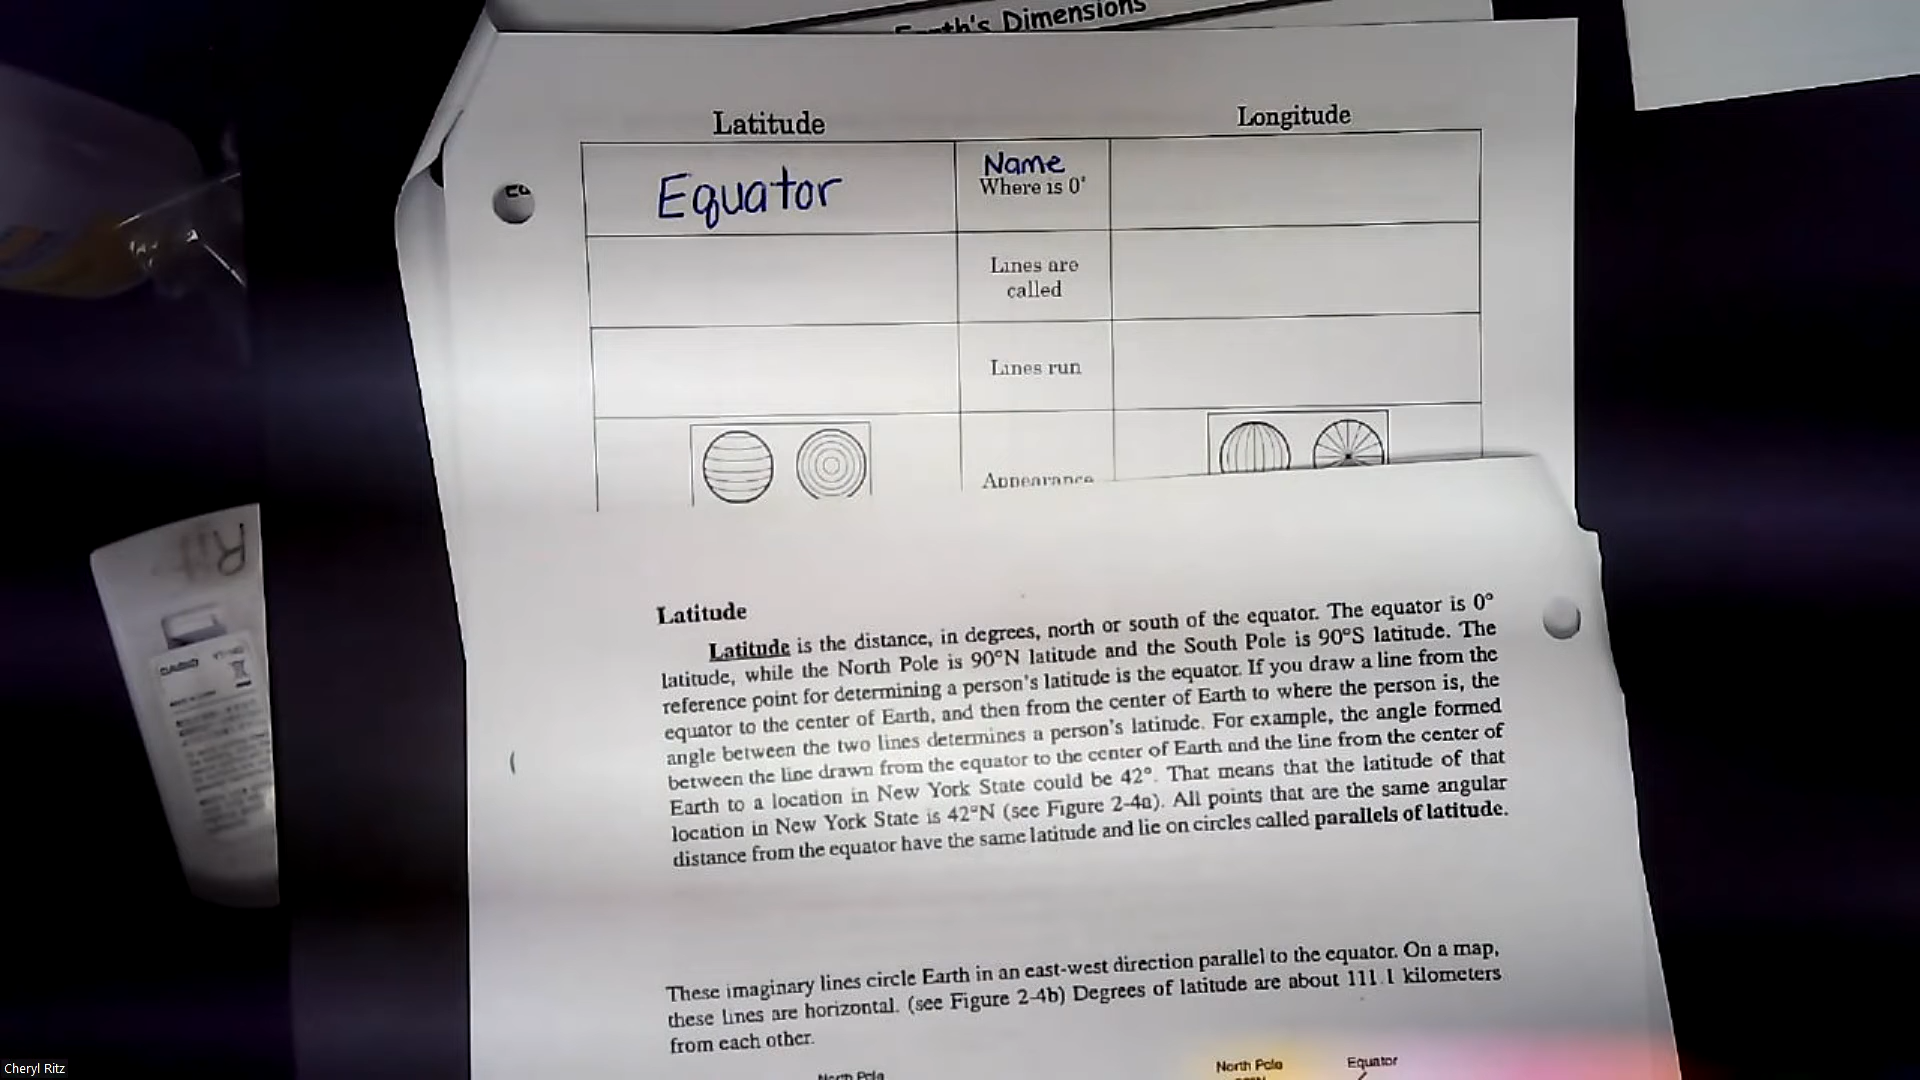 Earth's Dimensions
Latitude
Longitude
Equator
Name
Where is 0°
Lines are
called
Lines run
Appearance
Latitude
Latitude is the distance, in degrees, north or south of the equator. The equator is 0°
latitude, while the North Pole is 90°N latitude and the South Pole is 90°S latitude. The
reference point for determining a person's latitude is the equator. If you draw a line from the
equator to the center of Earth, and then from the center of Earth to where the person is, the
angle between the two lines determines a person's latitude. For example, the angle formed
between the line drawn from the equator to the center of Earth and the line from the center of
Earth to a location in New York State could be 42°. That means that the latitude of that
location in New York State is 42°N (see Figure 2-4a). All points that are the same angular
distance from the equator have the same latitude and lie on circles called parallels of latitude.
These imaginary lines circle Earth in an east-west direction parallel to the equator. On a map,
these lines are horizontal. (see Figure 2-4b) Degrees of latitude are about 111.1 kilometers
from each other.
North Pole
North Pole
Equator
Cheryl Ritz